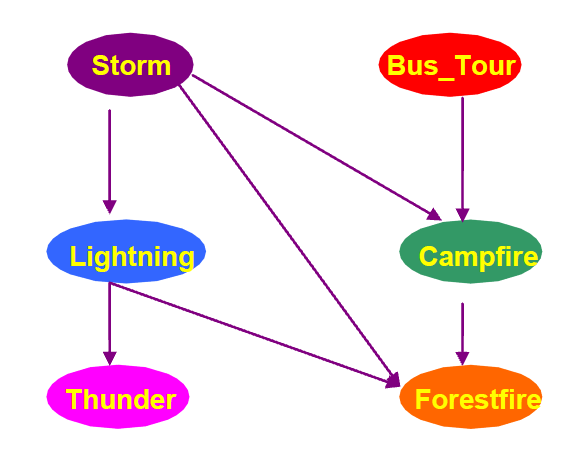 Storm
Bus_Tour
Lightning
Campfire
Thunder
Forestfire